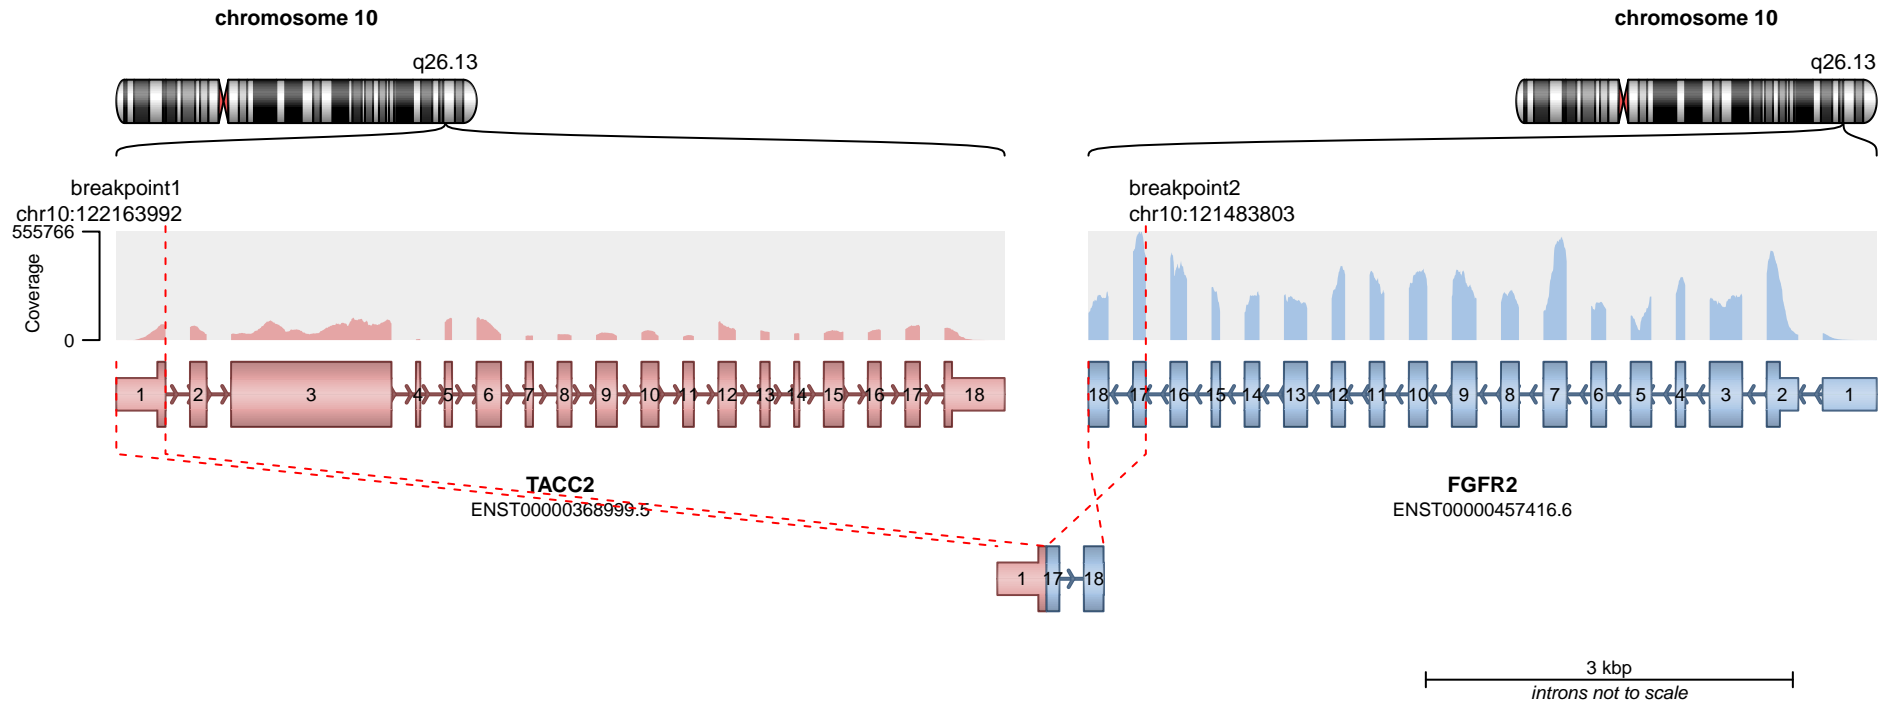 chromosome 10
chromosome 10
q26.13
q26.13
breakpoint1
chr10:122163992
breakpoint2
chr10:121483803
555766
Coverage
0
1 2 3 4 5 6 7 8 9 10 11 12 13 14 15 16 17 18
18 17 16 15 14 13 12 11 10 9 8 7 6 5 4 3 2 1
TACC2
ENST00000368999.5
FGFR2
ENST00000457416.6
1 17 18
3 kbp
introns not to scale